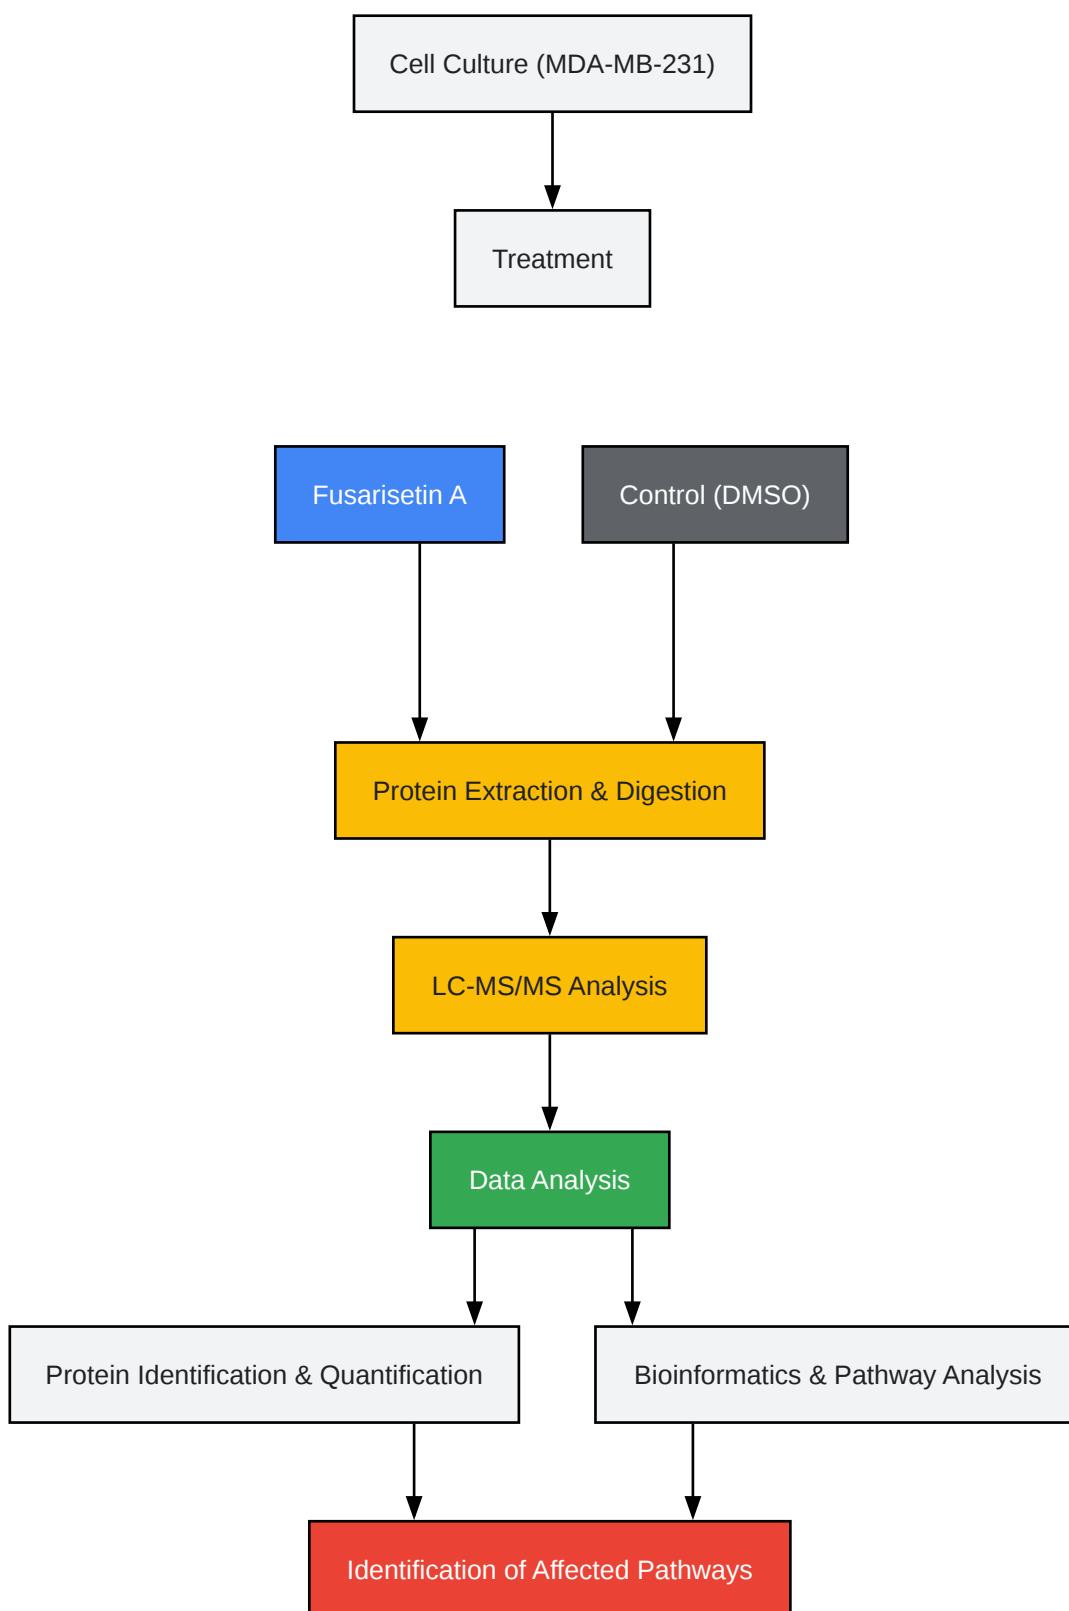 Cell Culture (MDA-MB-231)
Treatment
Fusarisetin A
Control (DMSO)
Protein Extraction & Digestion
LC-MS/MS Analysis
Data Analysis
Protein Identification & Quantification
Bioinformatics & Pathway Analysis
Identification of Affected Pathways